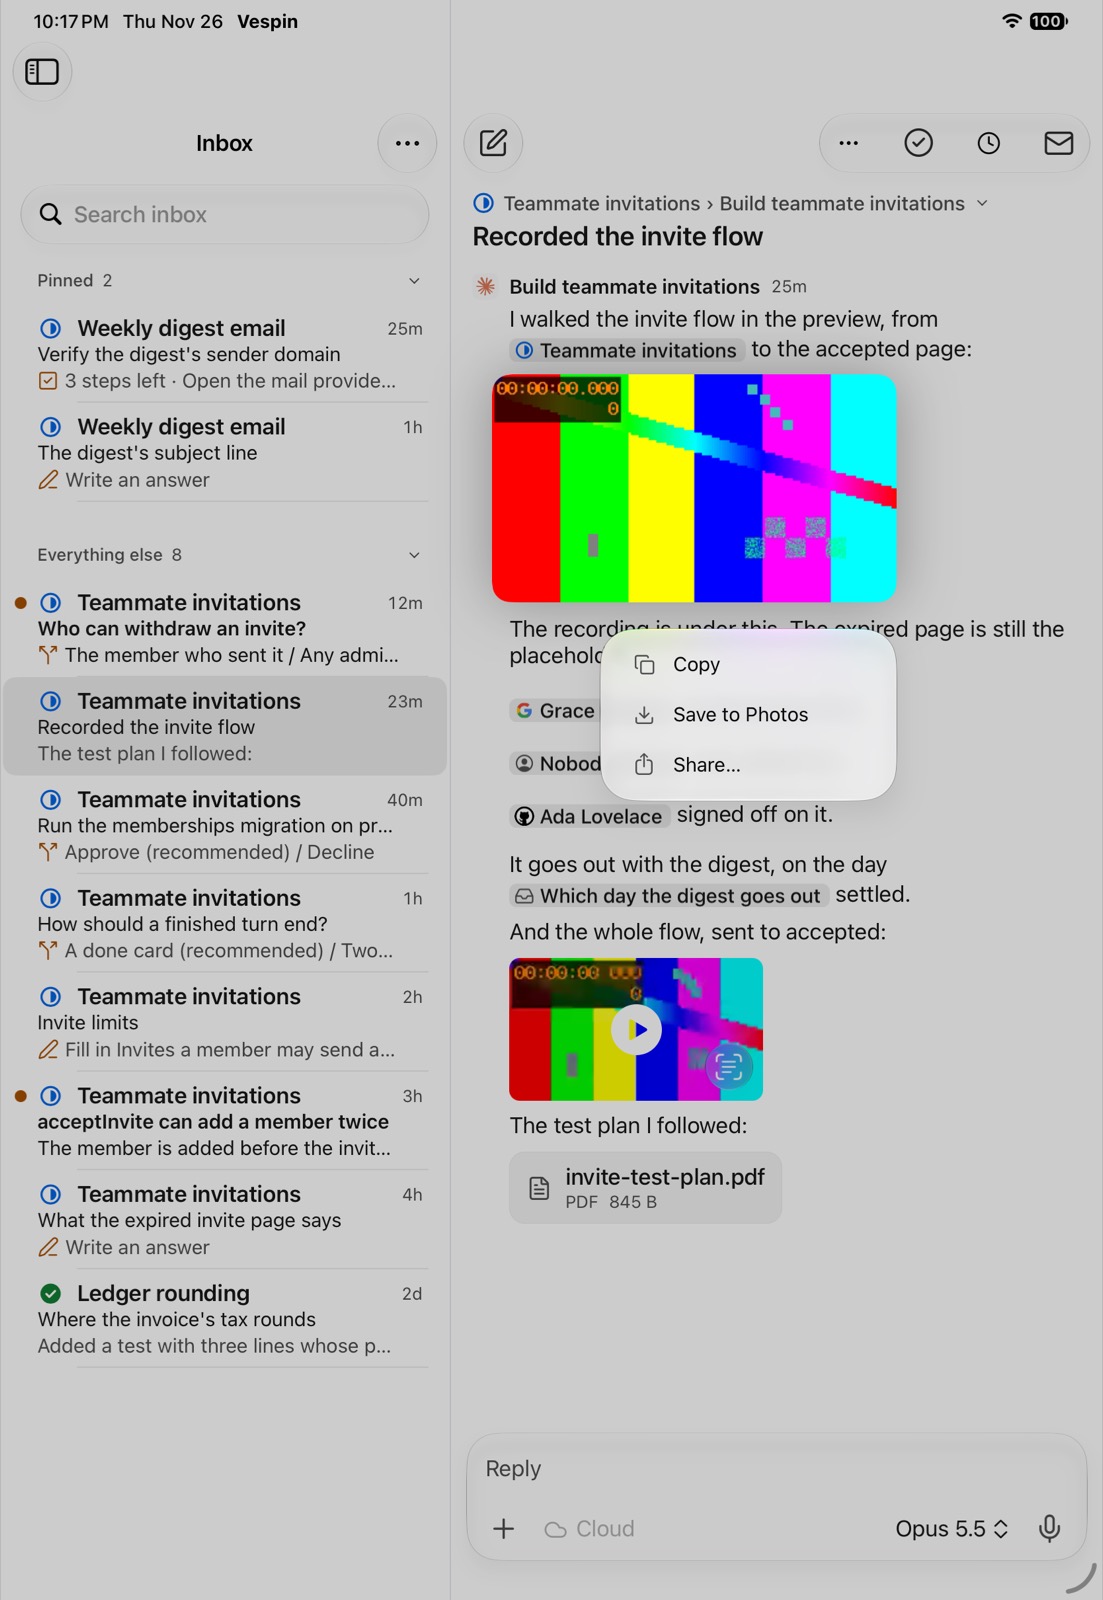 10:17 PM Thu Nov 26 Vespin
100
Inbox
Search inbox
Pinned 2
Weekly digest email 25m
Verify the digest's sender domain
3 steps left · Open the mail provide...
Weekly digest email 1h
The digest's subject line
Write an answer
Everything else 8
Teammate invitations 12m
Who can withdraw an invite?
The member who sent it / Any admi...
Teammate invitations 23m
Recorded the invite flow
The test plan I followed:
Teammate invitations 40m
Run the memberships migration on pr...
Approve (recommended) / Decline
Teammate invitations 1h
How should a finished turn end?
A done card (recommended) / Two...
Teammate invitations 2h
Invite limits
Fill in Invites a member may send a...
Teammate invitations 3h
acceptInvite can add a member twice
The member is added before the invit...
Teammate invitations 4h
What the expired invite page says
Write an answer
Ledger rounding 2d
Where the invoice's tax rounds
Added a test with three lines whose p...
Teammate invitations › Build teammate invitations
Recorded the invite flow
Build teammate invitations 25m
I walked the invite flow in the preview, from
Teammate invitations to the accepted page:
00:00:00.000
0
The recording is under this. The expired page is still the
Copy
Save to Photos
Share...
Grace
Ada Lovelace signed off on it.
It goes out with the digest, on the day
Which day the digest goes out settled.
And the whole flow, sent to accepted:
00:00:00
0
The test plan I followed:
invite-test-plan.pdf
PDF 845 B
Reply
Cloud
Opus 5.5